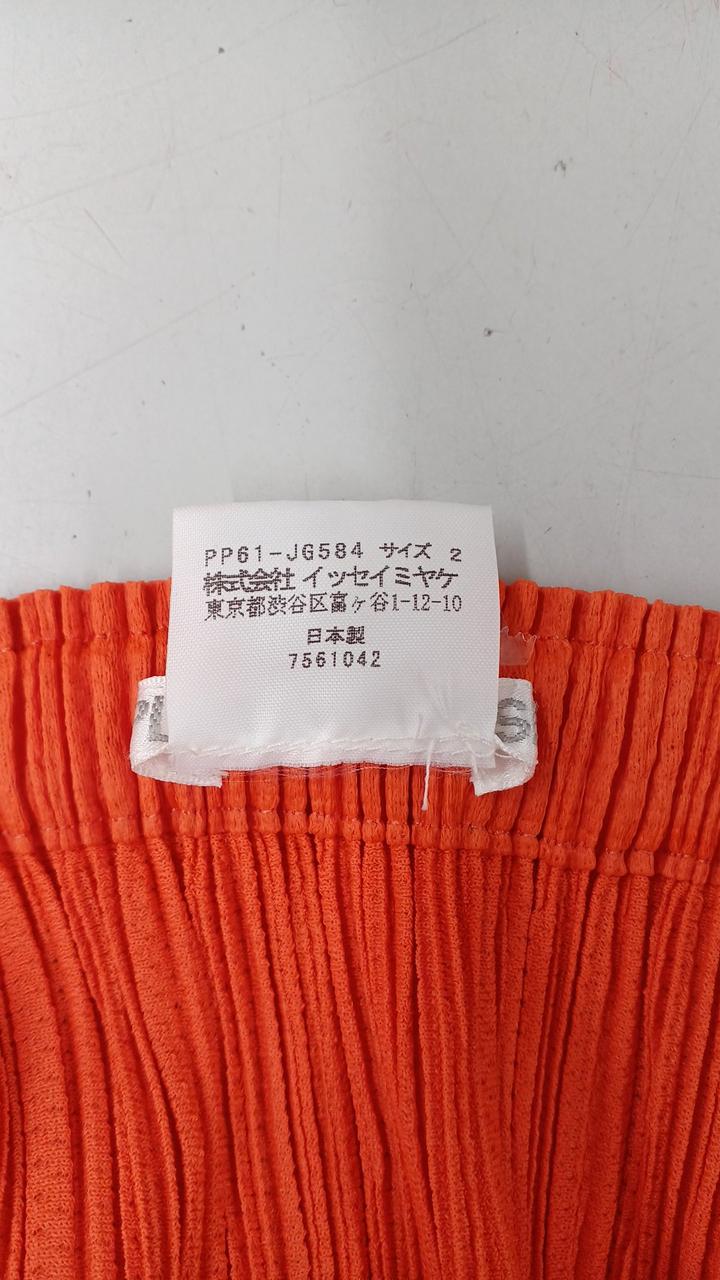 PP61-JG584 サイズ 2
株式会社 イッセイミヤケ
東京都渋谷区富ヶ谷1-12-10
日本製
7561042